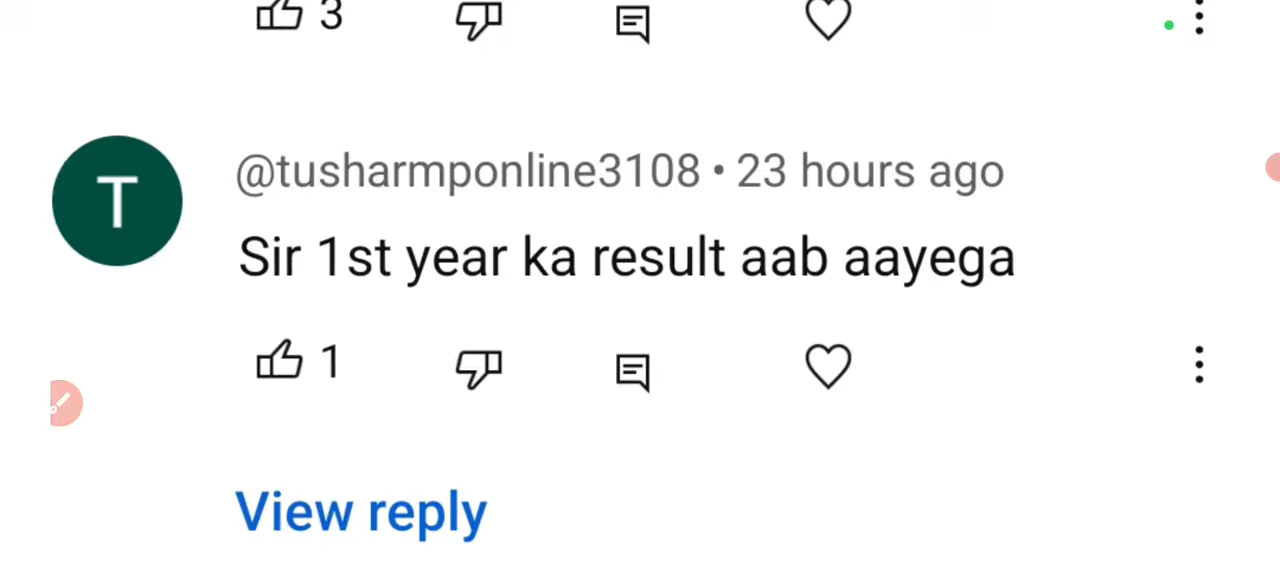 3
T
@tusharmponline3108 • 23 hours ago
Sir 1st year ka result aab aayega
1
View reply